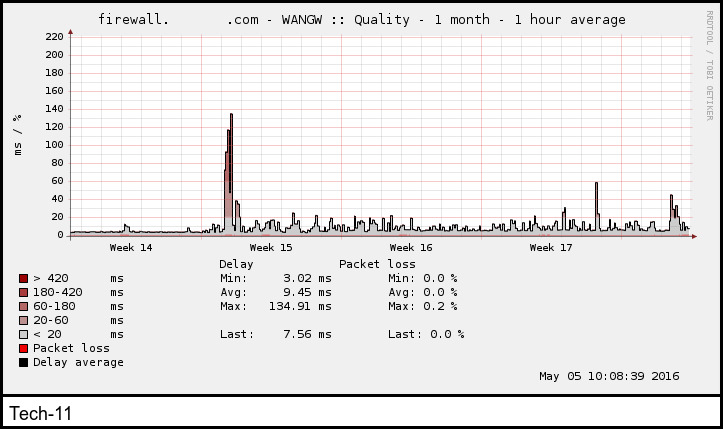 firewall. .com - WANGW :: Quality - 1 month - 1 hour average
RRDTOOL / TOBI OETIKER
ms / %
220
200
180
160
140
120
100
80
60
40
20
0
Week 14 Week 15 Week 16 Week 17
Delay Packet loss
> 420 ms Min: 3.02 ms Min: 0.0 %
180-420 ms Avg: 9.45 ms Avg: 0.0 %
60-180 ms Max: 134.91 ms Max: 0.2 %
20-60 ms
< 20 ms Last: 7.56 ms Last: 0.0 %
Packet loss
Delay average
May 05 10:08:39 2016
Tech-11